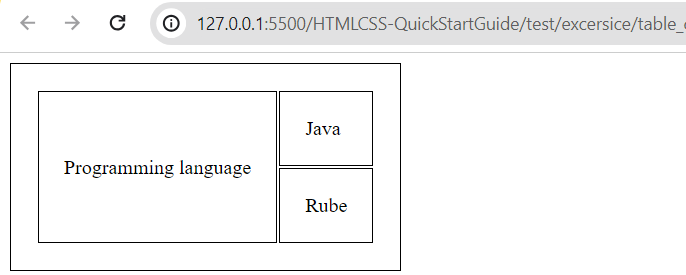 127.0.0.1:5500/HTMLCSS-QuickStartGuide/test/excersice/table_
Programming language
Java
Rube